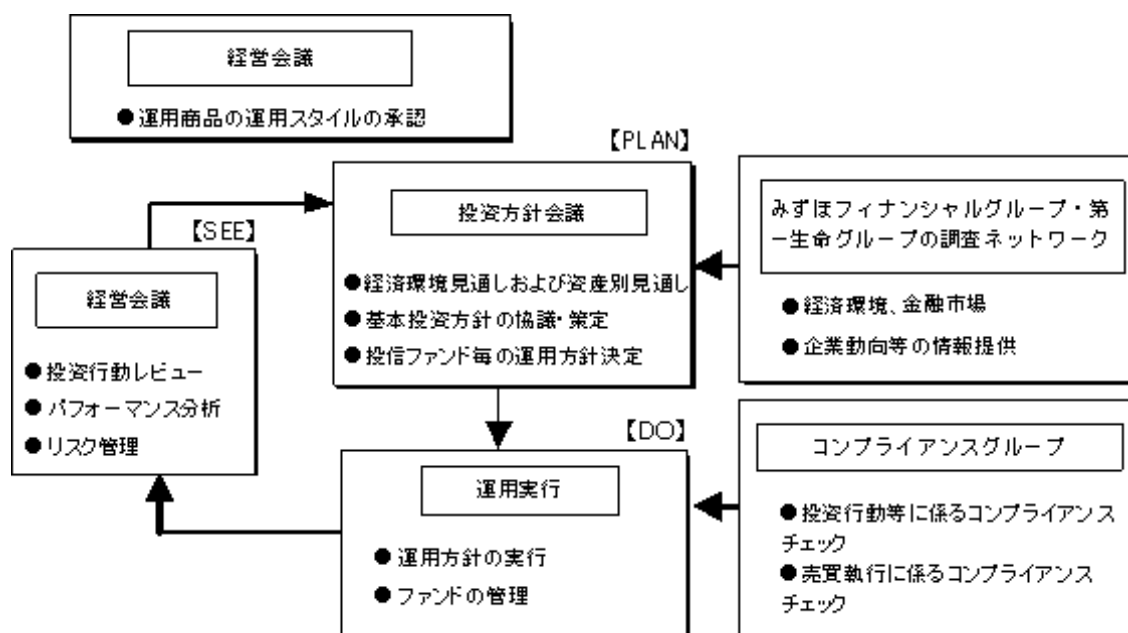 経営会議
●運用商品の運用スタイルの承認
【PLAN】
投資方針会議
●経済環境見通しおよび資産別見通し
●基本投資方針の協議・策定
●投信ファンド毎の運用方針決定
みずほフィナンシャルグループ・第
一生命グループの調査ネットワーク
●経済環境、金融市場
●企業動向等の情報提供
【SEE】
経営会議
●投資行動レビュー
●パフォーマンス分析
●リスク管理
【DO】
運用実行
●運用方針の実行
●ファンドの管理
コンプライアンスグループ
●投資行動等に係るコンプライアンス
チェック
●売買執行に係るコンプライアンス
チェック